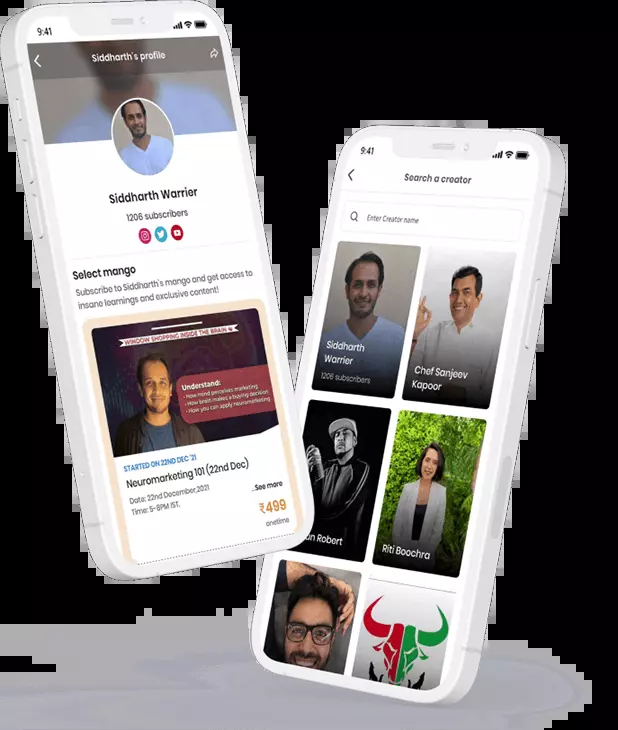 9:41
Siddharth's profile
Siddharth Warrier
1206 subscribers
Select mango
Subscribe to Siddharth's mango and get access to
insane learnings and exclusive content!
WINDOW SHOPPING INSIDE THE BRAIN
Understand:
- How mind perceives marketing
- How brain makes a buying decision
- How you can apply neuromarketing
STARTED ON 22ND DEC '21
Neuromarketing 101 (22nd Dec)
Date: 22nd December,2021
Time: 5-8PM IST.
...See more
₹499
onetime
9:41
Search a creator
Enter Creator name
Siddharth
Warrier
1206 subscribers
Chef Sanjeev
Kapoor
an Robert
Riti Boochra